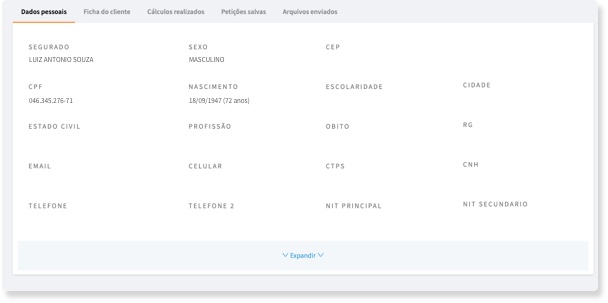 Dados pessoais Ficha do cliente Cálculos realizados Petições salvas Arquivos enviados
SEGURADO SEXO CEP
LUIZ ANTONIO SOUZA MASCULINO
CPF NASCIMENTO ESCOLARIDADE CIDADE
046.345.276-71 18/09/1947 (72 anos)
ESTADO CIVIL PROFISSÃO OBITO RG
EMAIL CELULAR CTPS CNH
TELEFONE TELEFONE 2 NIT PRINCIPAL NIT SECUNDARIO
Expandir